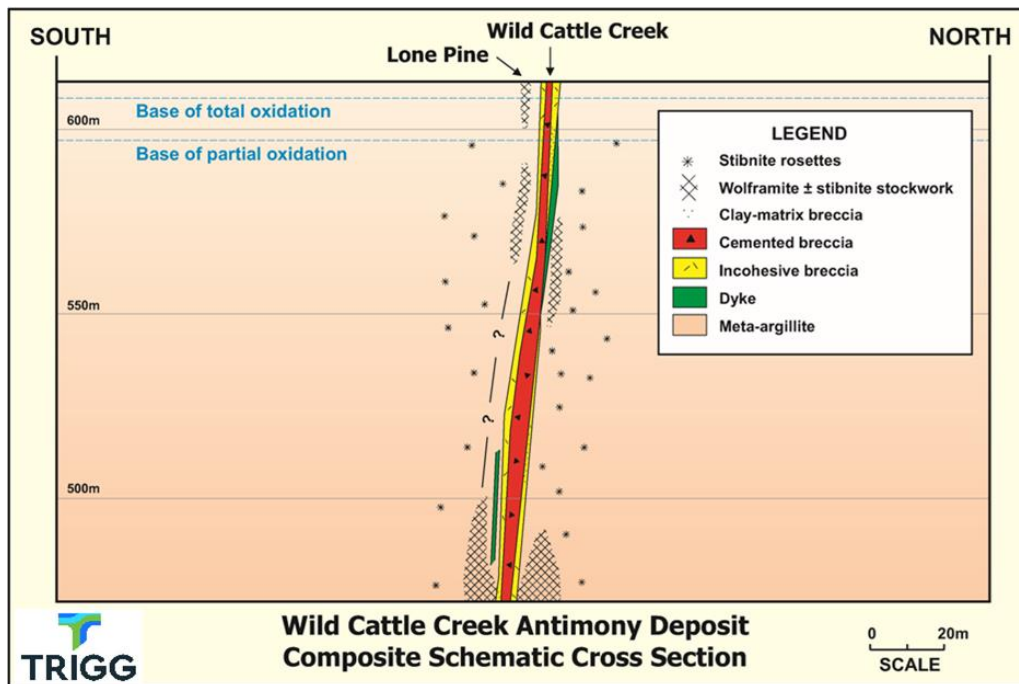 SOUTH
Wild Cattle Creek
NORTH
Lone Pine
Base of total oxidation
600m
Base of partial oxidation
LEGEND
Stibnite rosettes
Wolframite ± stibnite stockwork
Clay-matrix breccia
Cemented breccia
Incohesive breccia
Dyke
Meta-argillite
550m
?
?
500m
TRIGG
Wild Cattle Creek Antimony Deposit
Composite Schematic Cross Section
0 20m
SCALE